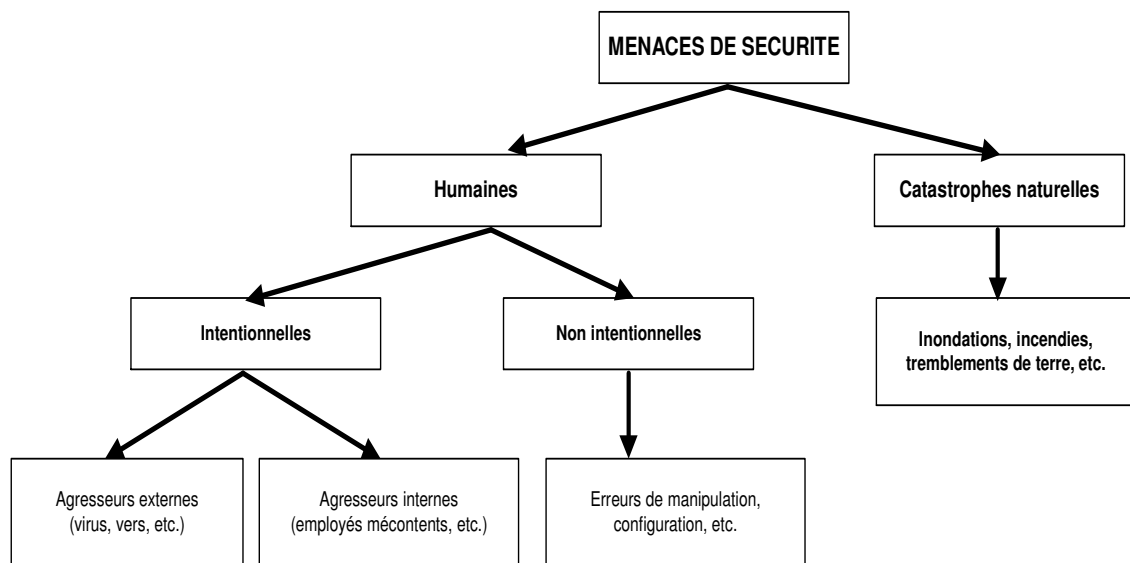 MENACES DE SECURITE
Humaines
Catastrophes naturelles
Intentionnelles
Non intentionnelles
Inondations, incendies,
tremblements de terre, etc.
Agresseurs externes
(virus, vers, etc.)
Agresseurs internes
(employés mécontents, etc.)
Erreurs de manipulation,
configuration, etc.